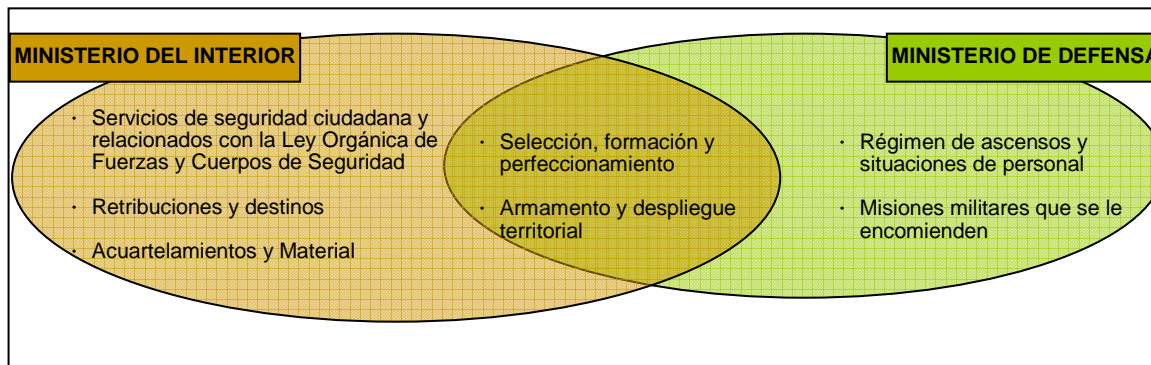 MINISTERIO DEL INTERIOR
· Servicios de seguridad ciudadana y
relacionados con la Ley Orgánica de
Fuerzas y Cuerpos de Seguridad
· Retribuciones y destinos
· Acuartelamientos y Material
· Selección, formación y
perfeccionamiento
· Armamento y despliegue
territorial
MINISTERIO DE DEFENSA
· Régimen de ascensos y
situaciones de personal
· Misiones militares que se le
encomienden